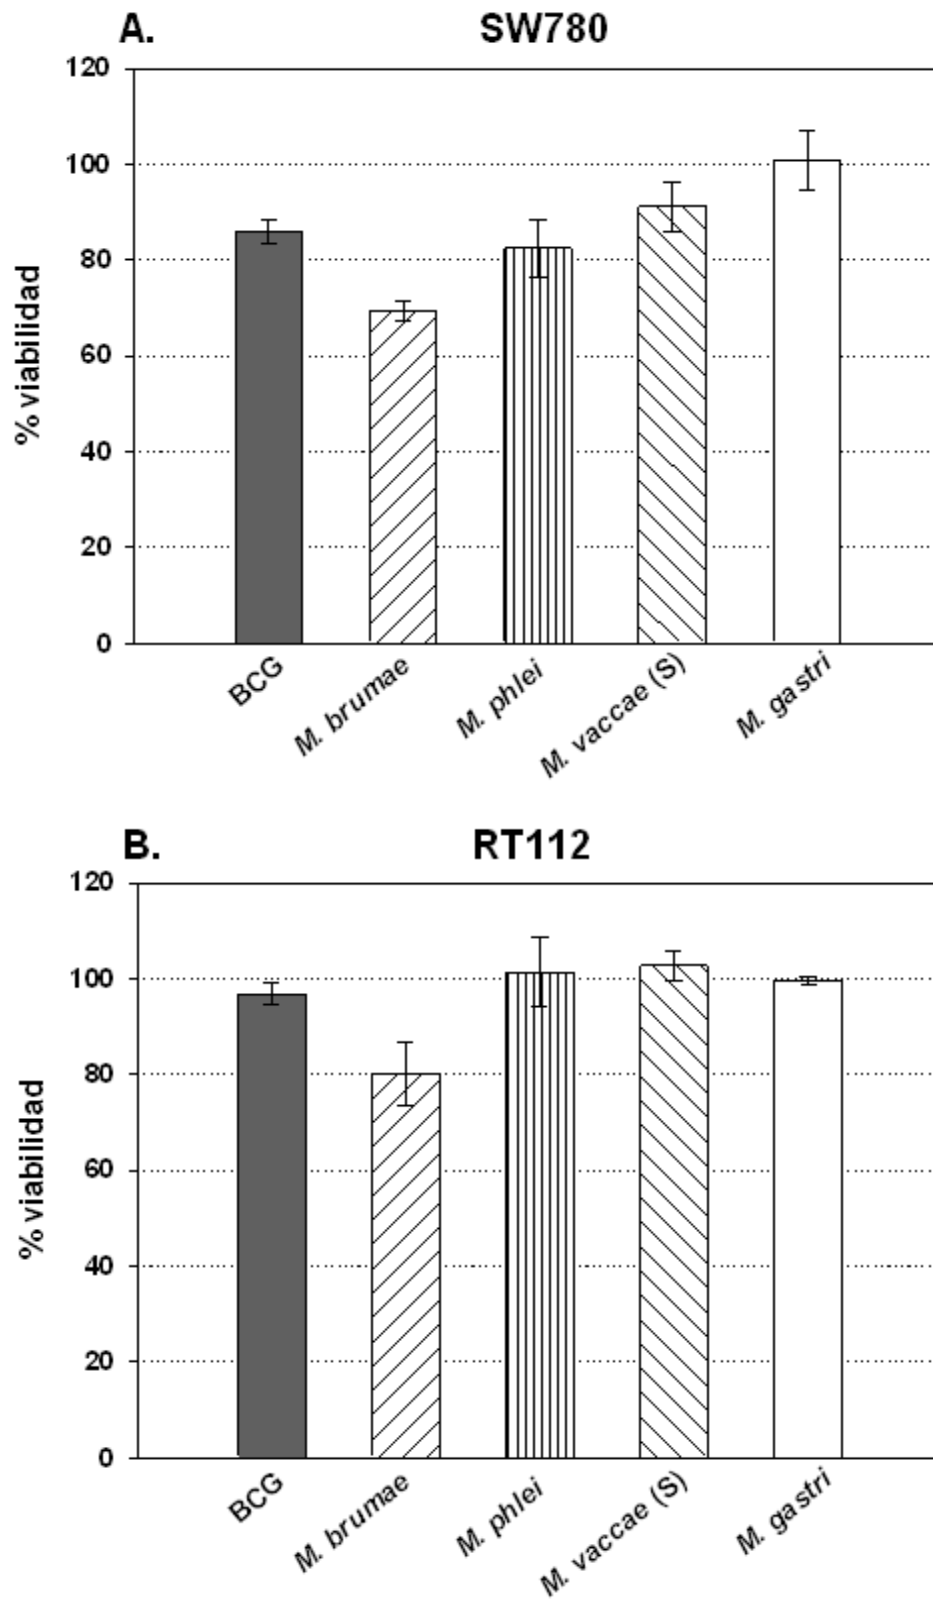 A.
SW780
120
100
80
60
40
20
0
% viabilidad
BCG
M. brumae
M. phlei
M. vaccae (S)
M. gastri
B.
RT112
120
100
80
60
40
20
0
% viabilidad
BCG
M. brumae
M. phlei
M. vaccae (S)
M. gastri